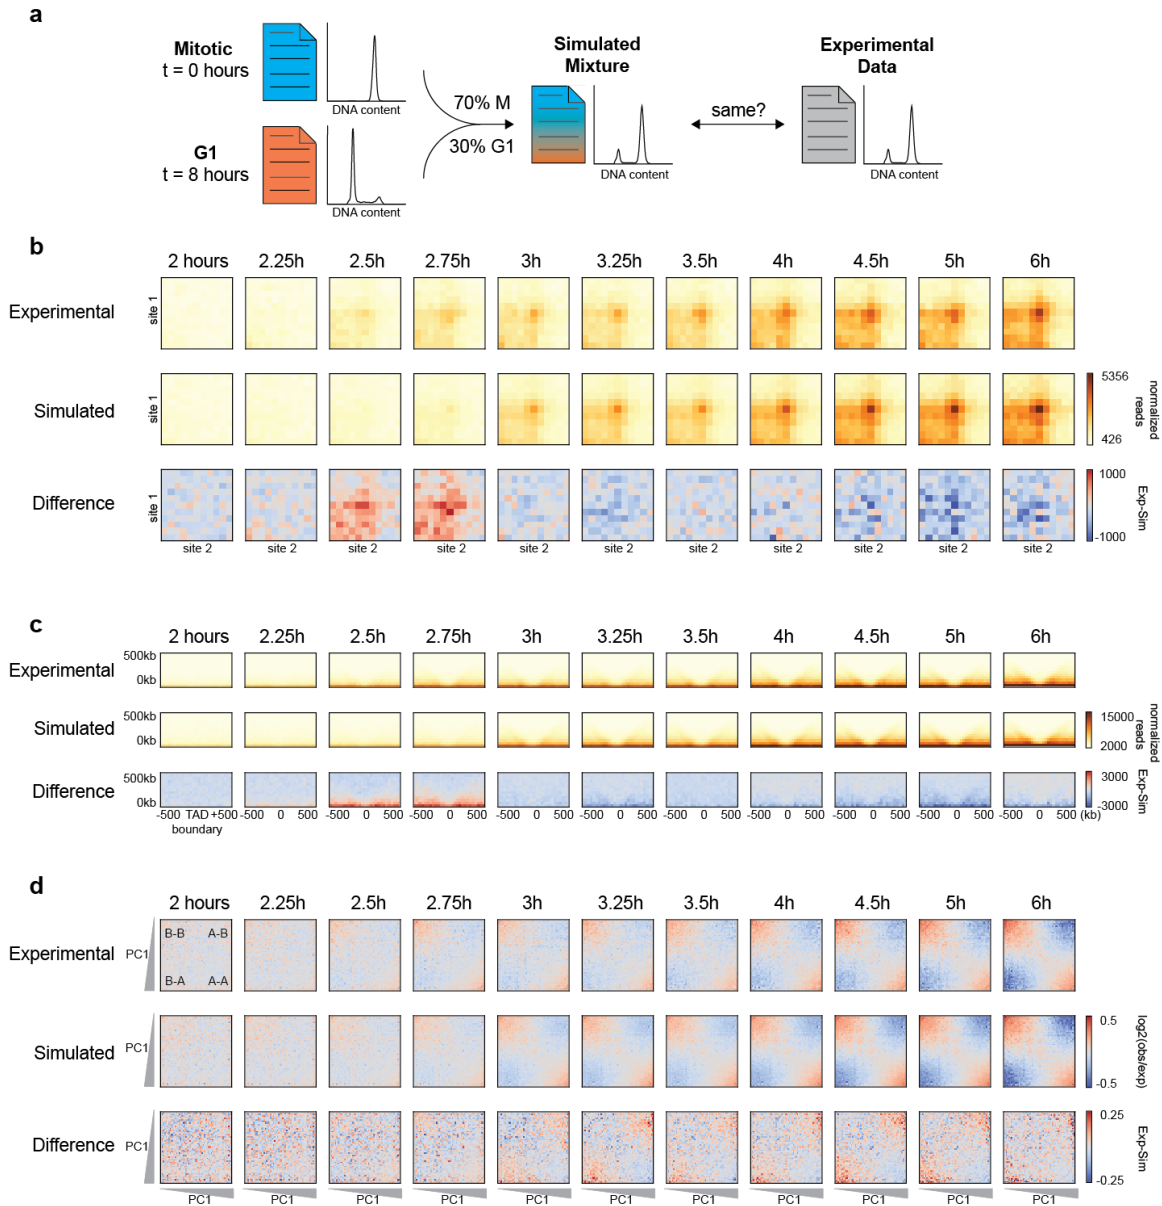 a
Mitotic
t = 0 hours
DNA content
G1
t = 8 hours
DNA content
70% M
30% G1
Simulated
Mixture
DNA content
same?
Experimental
Data
DNA content
b
2 hours 2.25h 2.5h 2.75h 3h 3.25h 3.5h 4h 4.5h 5h 6h
Experimental
site 1
Simulated
site 1
5356
426
normalized
reads
Difference
site 1
1000
-1000
Exp-Sim
site 2 site 2 site 2 site 2 site 2 site 2 site 2 site 2 site 2 site 2 site 2
c
2 hours 2.25h 2.5h 2.75h 3h 3.25h 3.5h 4h 4.5h 5h 6h
Experimental
500kb
0kb
Simulated
500kb
0kb
15000
2000
normalized
reads
Difference
500kb
0kb
3000
-3000
Exp-Sim
-500 TAD +500 -500 0 500 -500 0 500 -500 0 500 -500 0 500 -500 0 500 -500 0 500 -500 0 500 -500 0 500 -500 0 500 -500 0 500 (kb)
boundary
d
2 hours 2.25h 2.5h 2.75h 3h 3.25h 3.5h 4h 4.5h 5h 6h
Experimental
PC1
B-B A-B
B-A A-A
Simulated
PC1
0.5
-0.5
log2(obs/exp)
Difference
PC1
0.25
-0.25
Exp-Sim
PC1 PC1 PC1 PC1 PC1 PC1 PC1 PC1 PC1 PC1 PC1